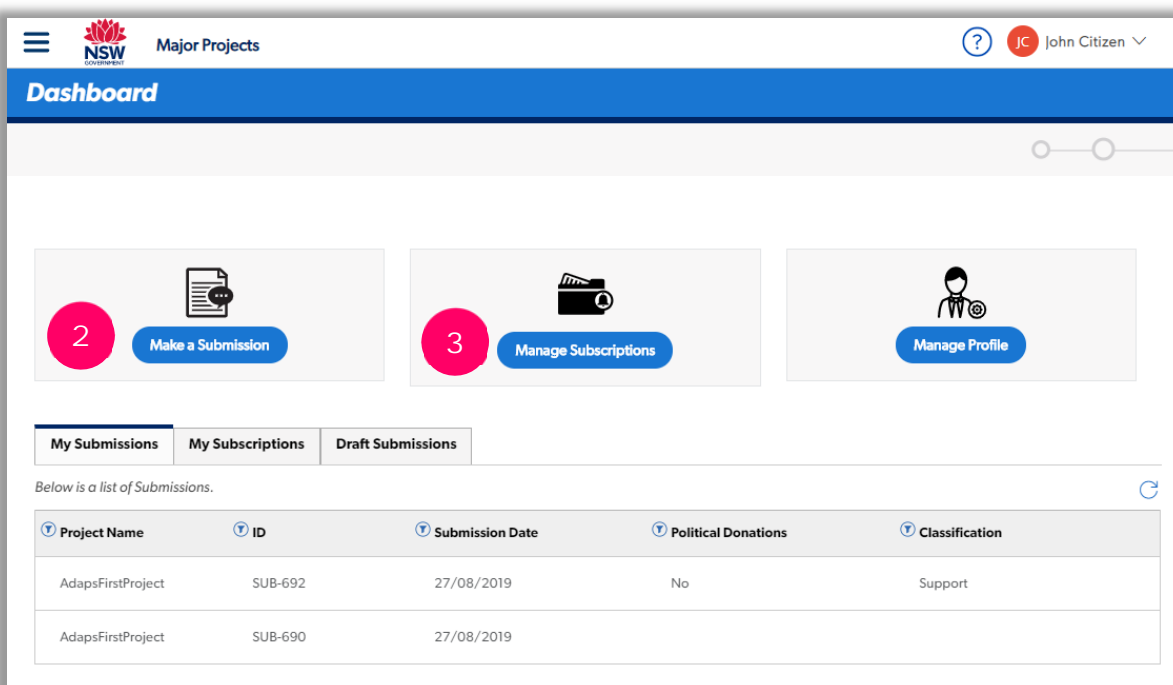 NSW
GOVERNMENT
Major Projects
?
JC
John Citizen
Dashboard
2
Make a Submission
3
Manage Subscriptions
Manage Profile
My Submissions My Subscriptions Draft Submissions
Below is a list of Submissions.
Project Name ID Submission Date Political Donations Classification
AdapsFirstProject SUB-692 27/08/2019 No Support
AdapsFirstProject SUB-690 27/08/2019